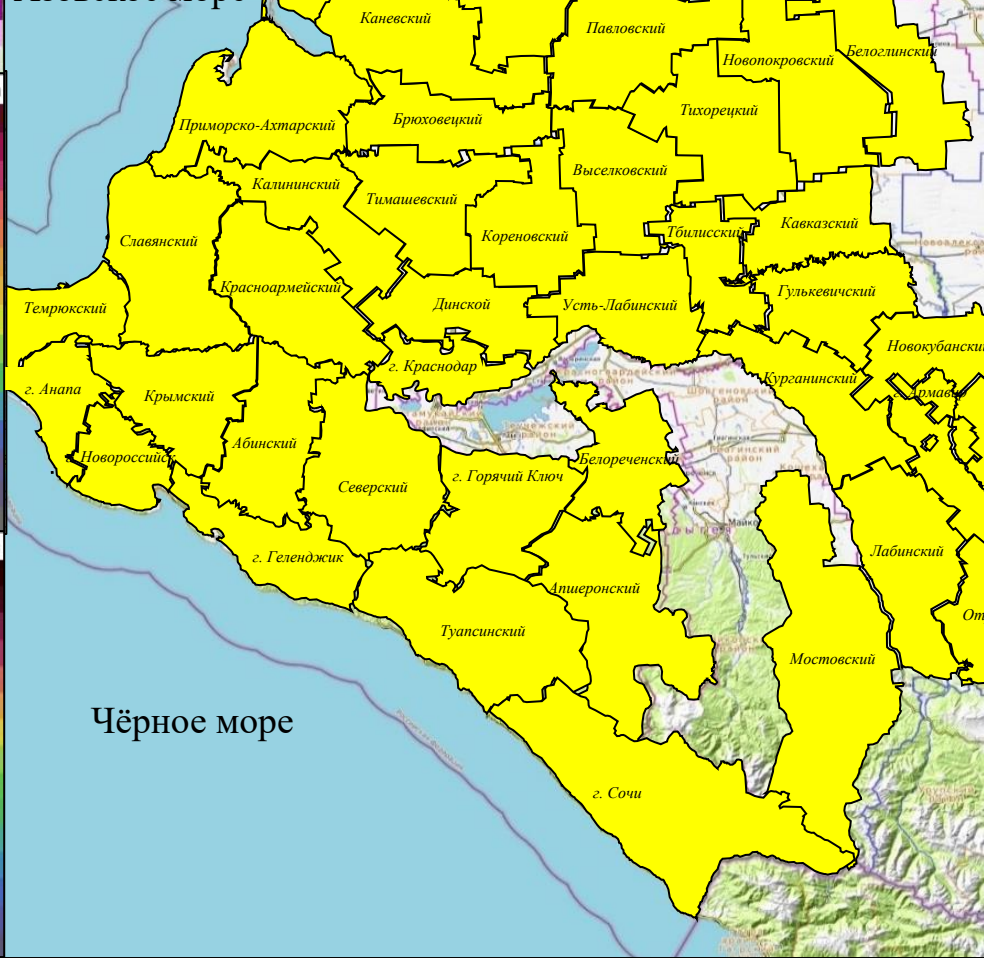 Каневский
Павловский
Новопокровский
Белоглинский
Тихорецкий
Брюховецкий
Приморско-Ахтарский
Выселковский
Калининский
Тимашевский
Кавказский
Тбилисский
Кореновский
Славянский
Красноармейский
Гулькевичский
Динской
Усть-Лабинский
Темрюкский
г. Краснодар
Курганинский
г. Анапа
Крымский
Абинский
Белореченский
г. Горячий Ключ
Северский
Майко
Лабинский
г. Геленджик
Апшеронский
От
Туапсинский
Мостовский
Чёрное море
г. Сочи